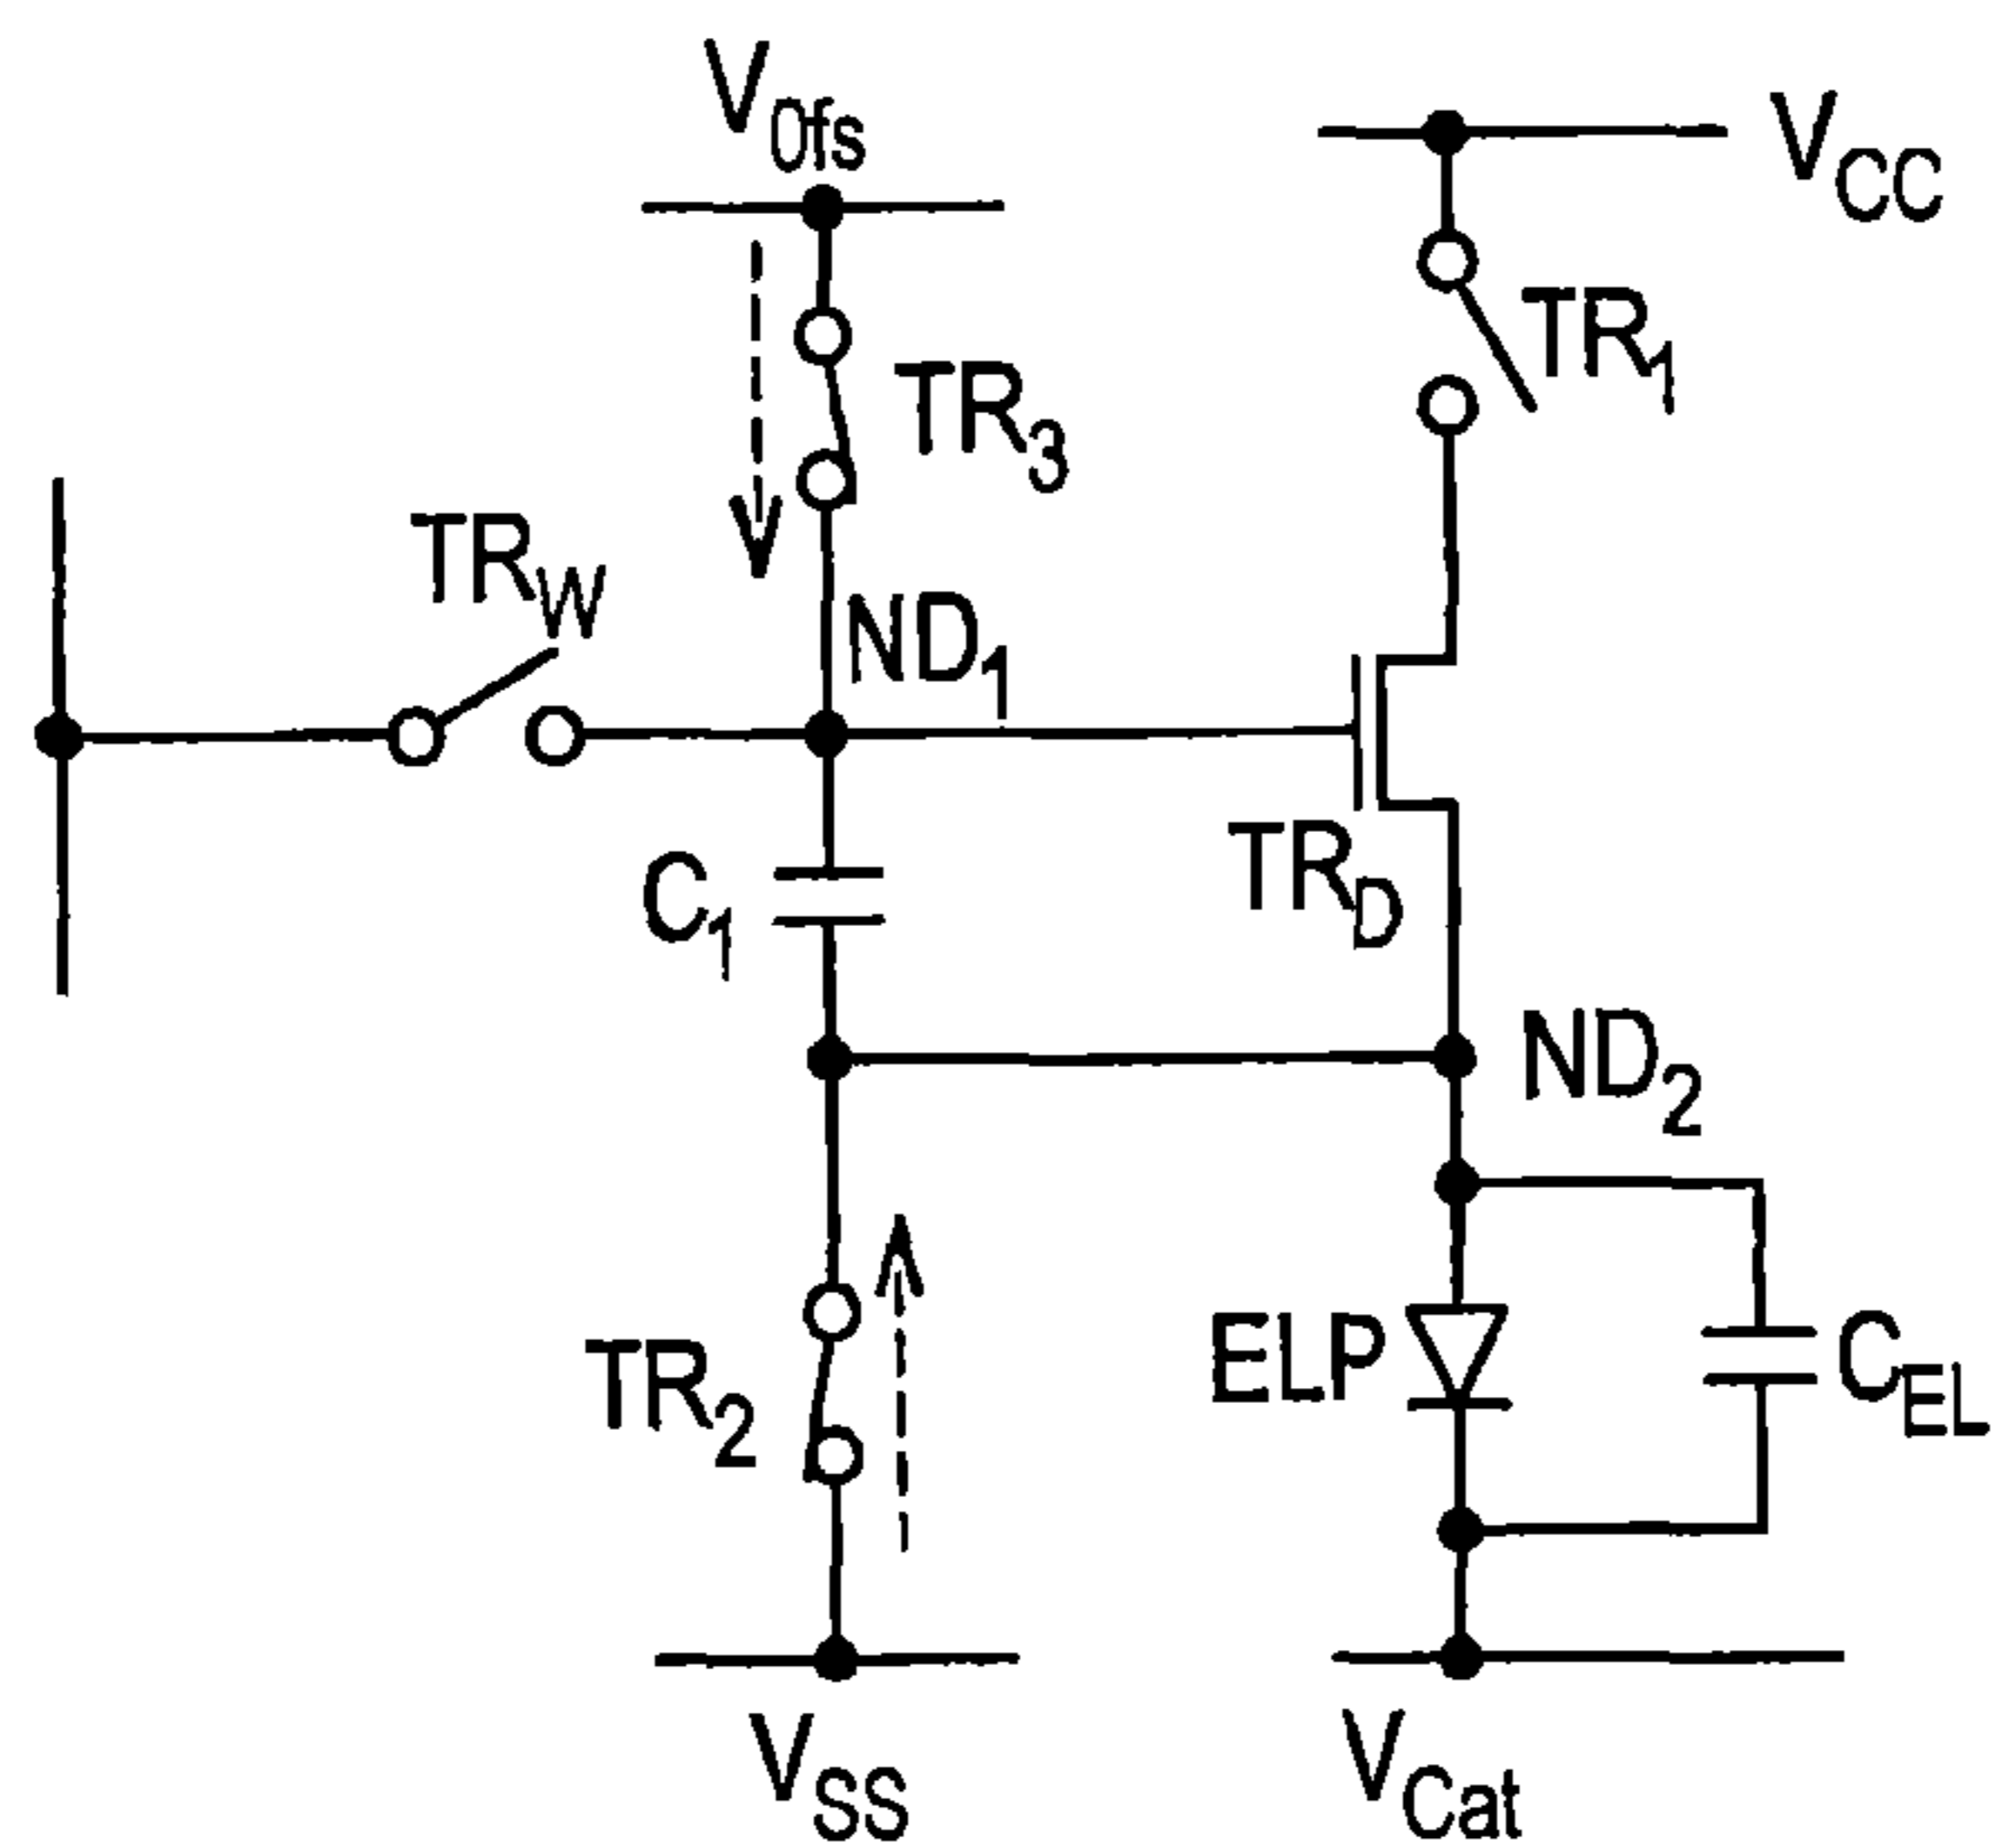 V0fs
VCC
TR1
TR3
TRW
ND1
C1
TRD
ND2
TR2
ELP
CEL
VSS
VCat